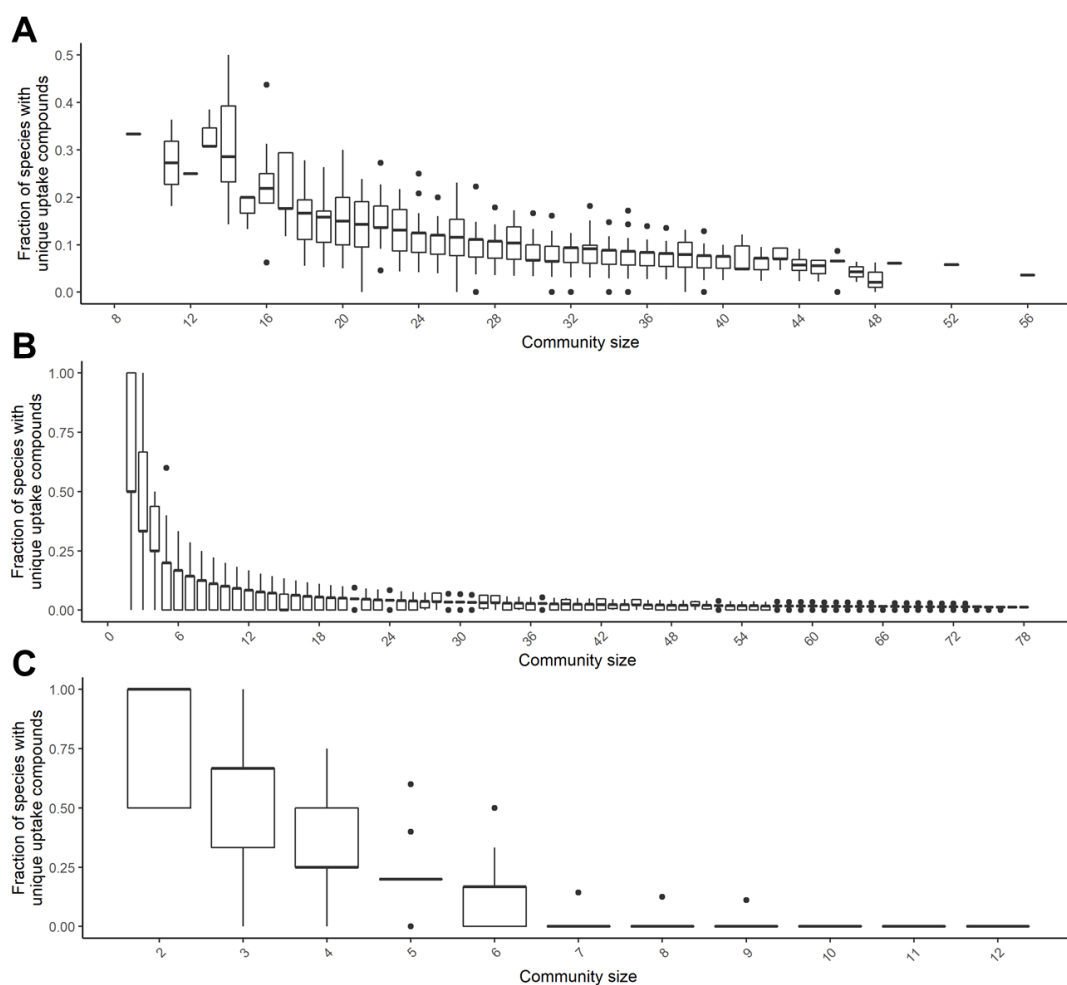 A
Fraction of species with
unique uptake compounds
0.5
0.4
0.3
0.2
0.1
0.0
8 12 16 20 24 28 32 36 40 44 48 52 56
Community size
B
Fraction of species with
unique uptake compounds
1.00
0.75
0.50
0.25
0.00
0 6 12 18 24 30 36 42 48 54 60 66 72 78
Community size
C
Fraction of species with
unique uptake compounds
1.00
0.75
0.50
0.25
0.00
2 3 4 5 6 7 8 9 10 11 12
Community size